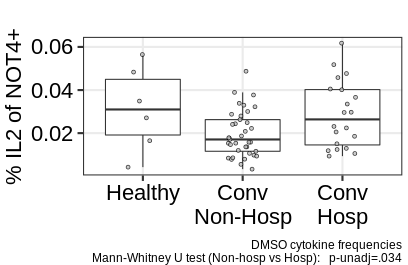 % IL2 of NOT4+
0.06
0.04
0.02
Healthy
Conv
Non-Hosp
Conv
Hosp
DMSO cytokine frequencies
Mann-Whitney U test (Non-hosp vs Hosp):  p-unadj=.034